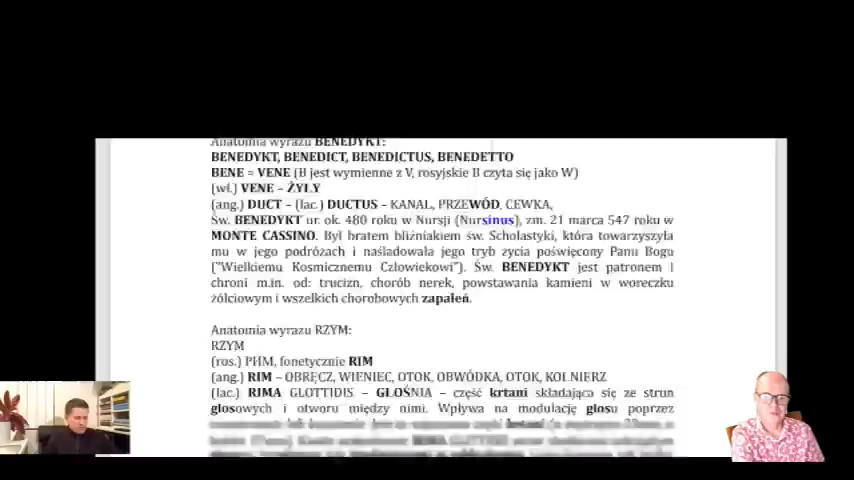 Anatomia wyrazu BENEDYKT:
BENEDYKT, BENEDICT, BENEDICTUS, BENEDETTO
BENE = VENE (B jest wymienne z V, rosyjskie B czyta się jako W)
(wł.) VENE – ŻYŁY
(ang.) DUCT – (łac.) DUCTUS – KANAŁ, PRZEWÓD, CEWKA,
Św. BENEDYKT ur. ok. 480 roku w Nursji (Nursinus), zm. 21 marca 547 roku w
MONTE CASSINO. Był bratem bliźniakiem św. Scholastyki, która towarzyszyła
mu w jego podróżach i naśladowała jego tryb życia poświęcony Panu Bogu
("Wielkiemu Kosmicznemu Człowiekowi"). Św. BENEDYKT jest patronem i
chroni m.in. od: trucizn, chorób nerek, powstawania kamieni w woreczku
żółciowym i wszelkich chorobowych zapaleń.
Anatomia wyrazu RZYM:
RZYM
(ros.) РИМ, fonetycznie RIM
(ang.) RIM – OBRĘCZ, WIENIEC, OTOK, OBWÓDKA, OTOK, KOŁNIERZ
(łac.) RIMA GLOTTIDIS – GŁOŚNIA – część krtani składająca się ze strun
głosowych i otworu między nimi. Wpływa na modulację głosu poprzez